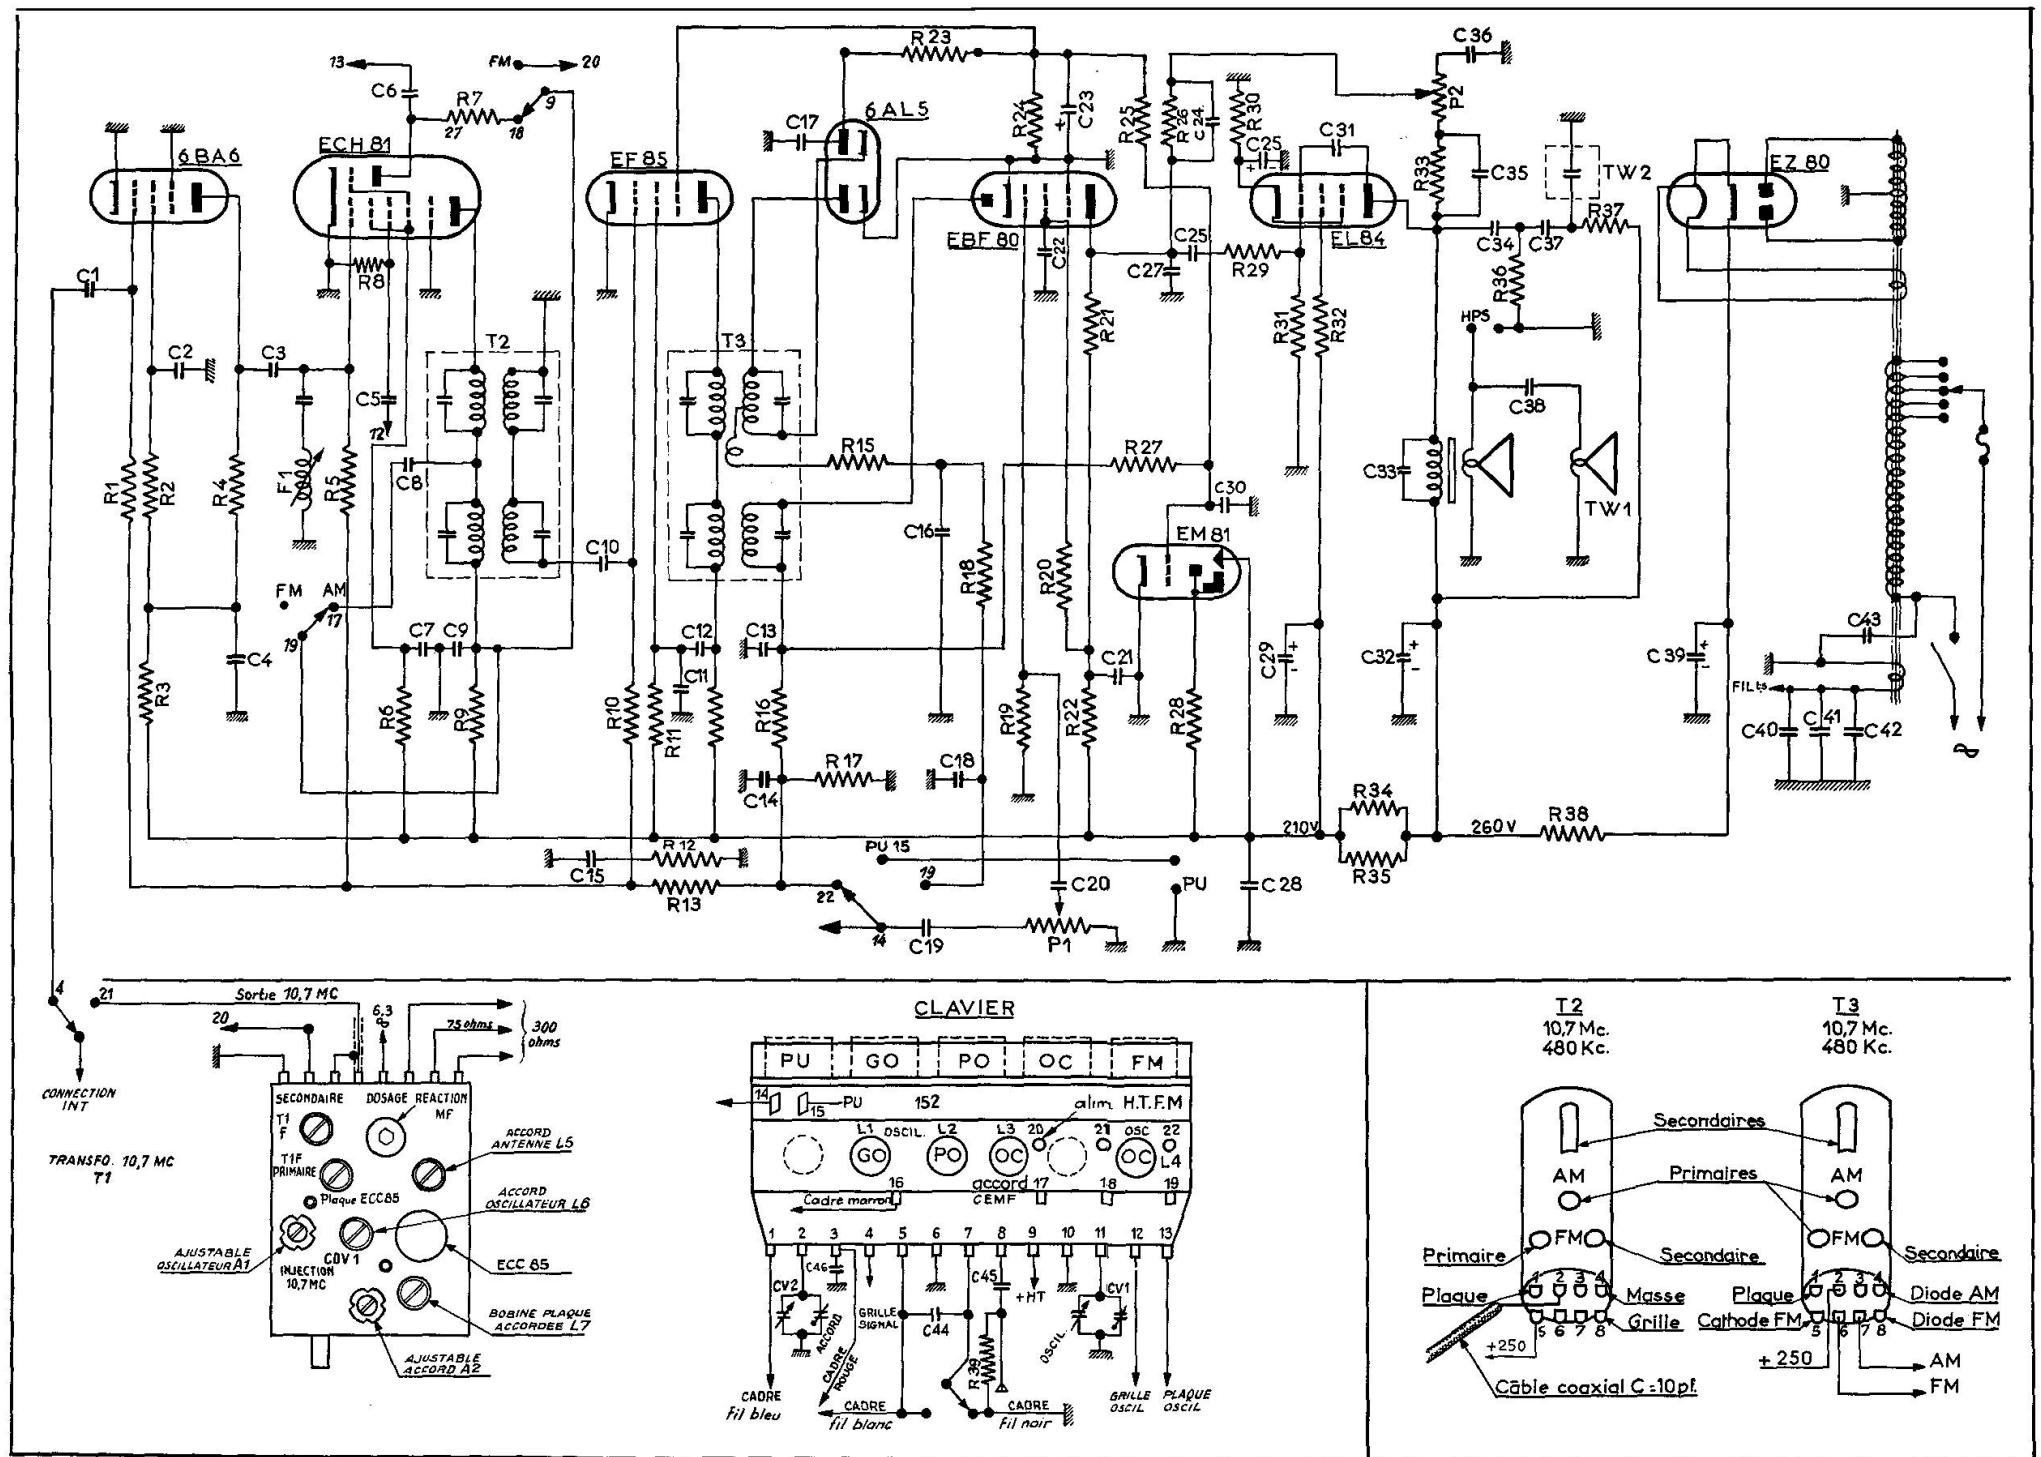 13
FM
20
C6
R7
9
27
18
R23
C36
6AL5
C17
R24
C23
+
R25
R26
C24
R30
P2
C31
C25
+
R33
C35
TW2
6BA6
ECH81
EF85
EBF80
EL84
EZ80
R8
C1
C22
C27
C25
R29
C34
C37
R37
R36
HPS
T2
T3
C2
C3
C5
12
R21
R31
R32
C38
R1
R2
R4
F1
R5
C8
R15
R27
C33
TW1
C10
C16
R18
C30
EM81
R20
FM
AM
17
19
C7
C9
C12
C13
C11
C21
C29
+
-
C32
+
-
C39
+
-
C43
C4
R3
R6
R9
R10
R11
R16
R19
R22
R28
FILts
C40
C41
C42
C14
R17
C18
R34
210V
260V
R38
R35
C15
R12
R13
PU 15
19
22
C20
PU
C28
14
C19
P1
4
21
Sortie 10,7 MC
20
6.3
75 ohms
300
ohms
CONNECTION
INT
TRANSFO. 10,7 MC
T1
SECONDAIRE
DOSAGE REACTION
MF
T1
F
T1F
PRIMAIRE
Plaque ECC85
CDV1
INJECTION
10,7MC
ACCORD
ANTENNE L5
ACCORD
OSCILLATEUR L6
AJUSTABLE
OSCILLATEUR A1
ECC 85
BOBINE PLAQUE
ACCORDEE L7
AJUSTABLE
ACCORD A2
CLAVIER
PU
GO
PO
OC
FM
14
15
PU
152
alim. H.T.F.M
L1
OSCIL.
L2
L3
20
21
OSC
22
GO
PO
OC
OC
L4
16
accord
17
18
19
Cadre marron
CEMF
1 2 3 4 5 6 7 8 9 10 11 12 13
C46
CV2
ACCORD
GRILLE
SIGNAL
C44
C45
+HT
CV1
OSCIL
R39
CADRE
fil bleu
CADRE
ROUGE
CADRE
fil blanc
CADRE
fil noir
GRILLE
OSCIL
PLAQUE
OSCIL
T2
10,7 Mc.
480 Kc.
T3
10,7 Mc.
480 Kc.
Secondaires
AM
Primaires
AM
FM
FM
Primaire
Secondaire
Secondaire
1 2 3 4
1 2 3 4
Plaque
Masse
Plaque
Diode AM
Grille
Cathode FM
Diode FM
5 6 7 8
5 6 7 8
+250
+250
AM
FM
Câble coaxial C=10pf.